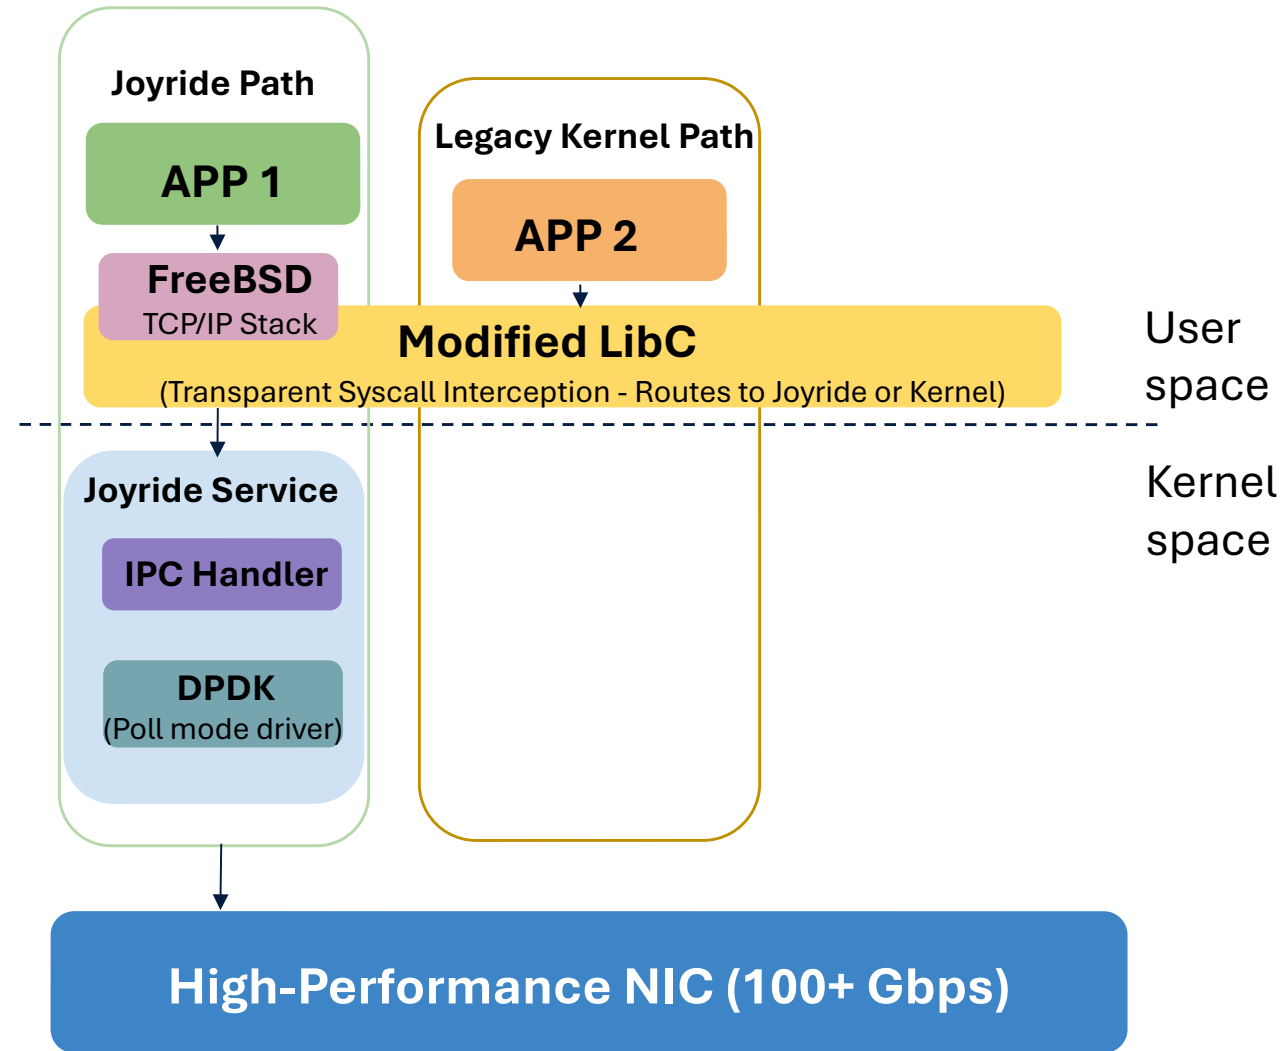 Joyride Path
APP 1
FreeBSD
TCP/IP Stack
Legacy Kernel Path
APP 2
Modified LibC
(Transparent Syscall Interception - Routes to Joyride or Kernel)
User
space
Kernel
space
Joyride Service
IPC Handler
DPDK
(Poll mode driver)
High-Performance NIC (100+ Gbps)